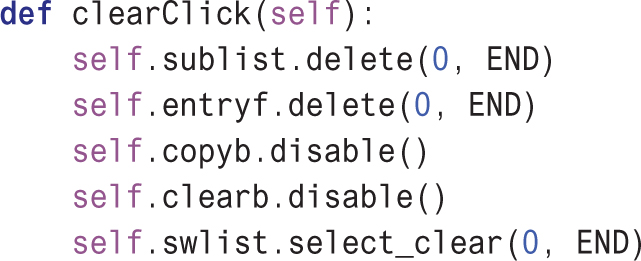 def clearClick(self):
    self.sublist.delete(0, END)
    self.entryf.delete(0, END)
    self.copyb.disable()
    self.clearb.disable()
    self.swlist.select_clear(0, END)